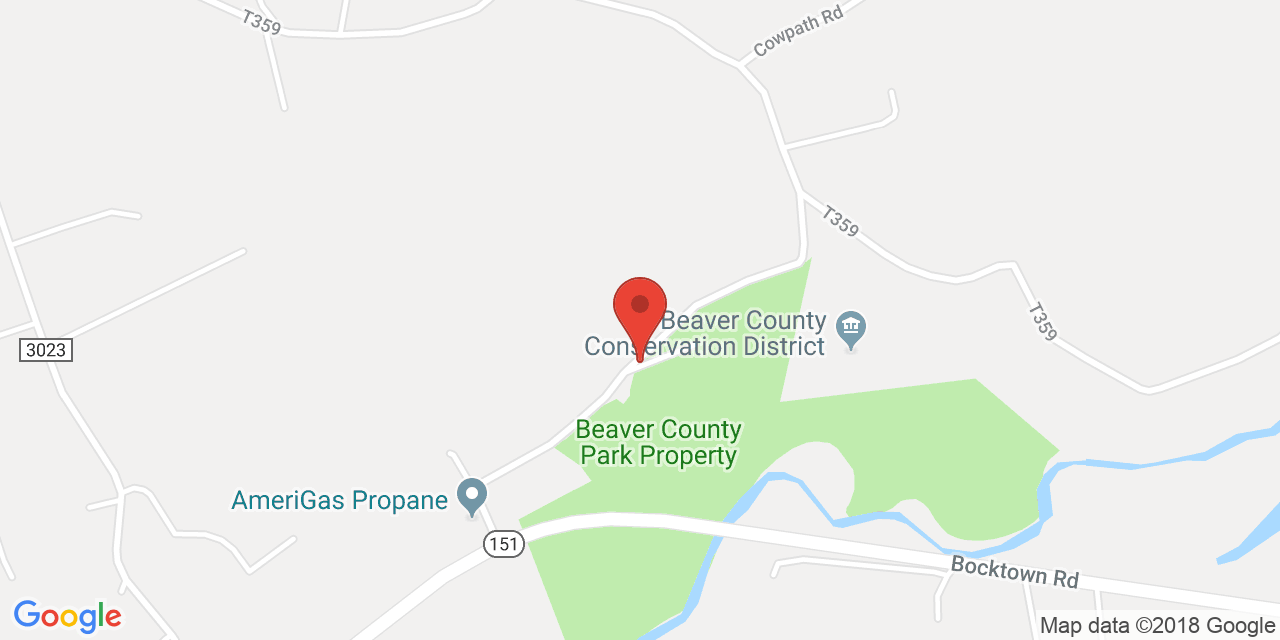 T359
Cowpath Rd
T359
T359
Beaver County
Conservation District
3023
Beaver County
Park Property
AmeriGas Propane
151
Bocktown Rd
Google
Map data ©2018 Google